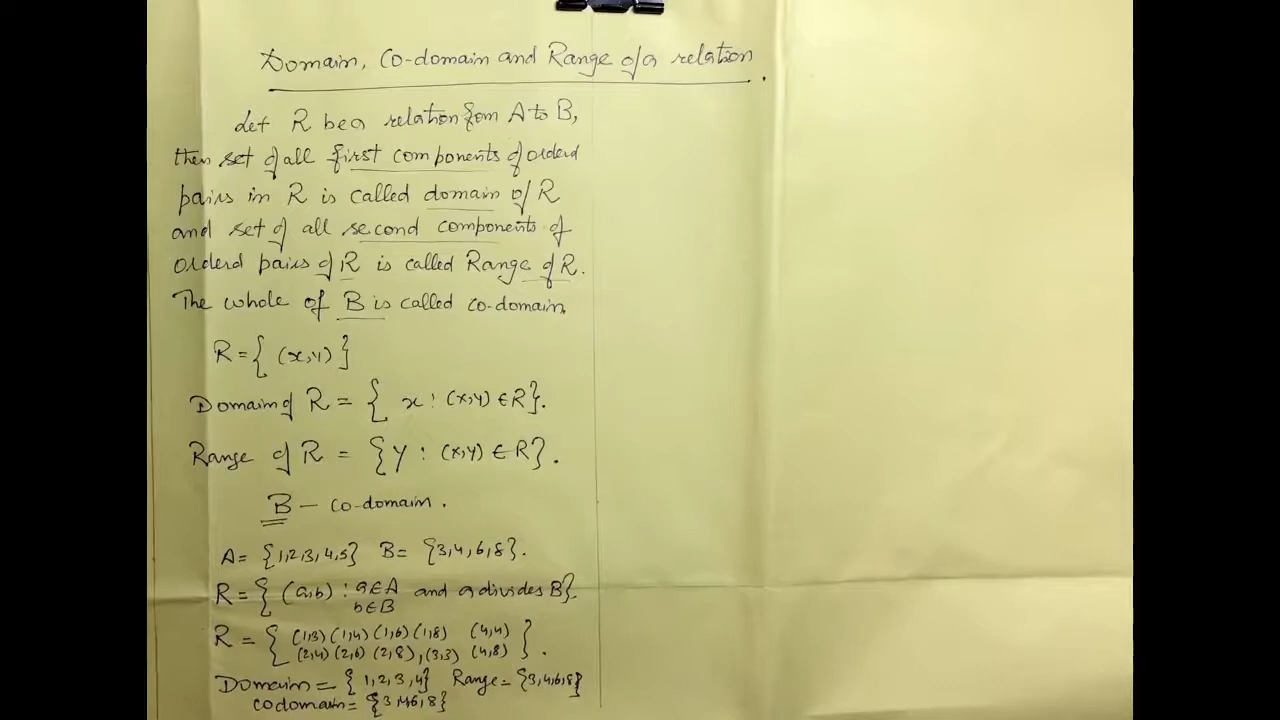 Domain, Co-domain and Range of a relation.
Let R be a relation from A to B,
then set of all first components of orderd
pairs in R is called domain of R
and set of all second components of
orderd pairs of R is called Range of R.
The whole of B is called co-domain.
R = { (x,y) }
Domain of R = { x : (x,y) ∈ R}.
Range of R = {y : (x,y) ∈ R}.
B – co-domain.
A = {1,2,3,4,5} B = {3,4,6,8}.
R = { (a,b) : a∈A and a divides B}.
b∈B
R = { (1,3) (1,4) (1,6) (1,8) (4,4) }.
(2,4) (2,6) (2,8), (3,3) (4,8)
Domain = {1,2,3,4} Range = {3,4,6,8}
codomain = {3,4,6,8}